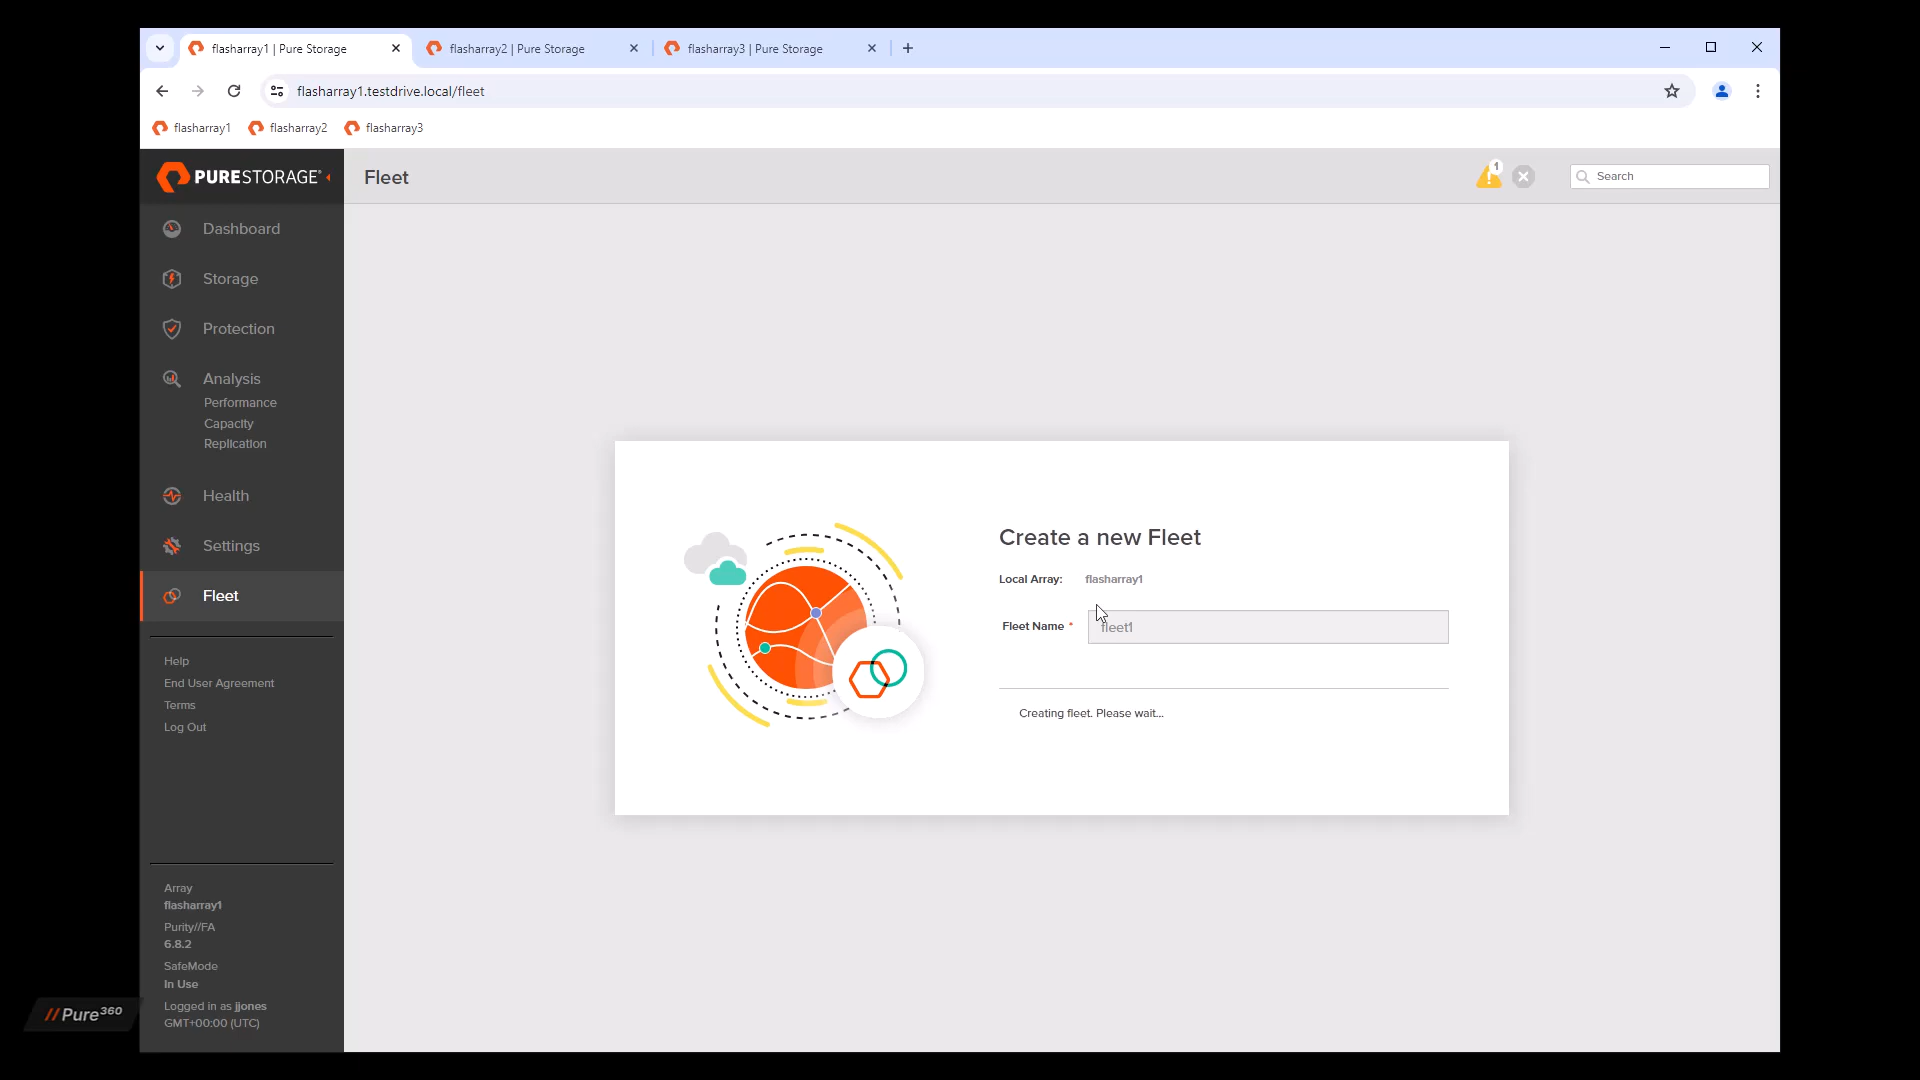 flasharray1 | Pure Storage
flasharray2 | Pure Storage
flasharray3 | Pure Storage
flasharray1.testdrive.local/fleet
flasharray1
flasharray2
flasharray3
PURESTORAGE®
Fleet
1
Search
Dashboard
Storage
Protection
Analysis
Performance
Capacity
Replication
Health
Settings
Fleet
Help
End User Agreement
Terms
Log Out
Create a new Fleet
Local Array: flasharray1
Fleet Name * fleet1
Creating fleet. Please wait...
Array
flasharray1
Purity//FA
6.8.2
SafeMode
In Use
Logged in as jjones
GMT+00:00 (UTC)
//Pure360